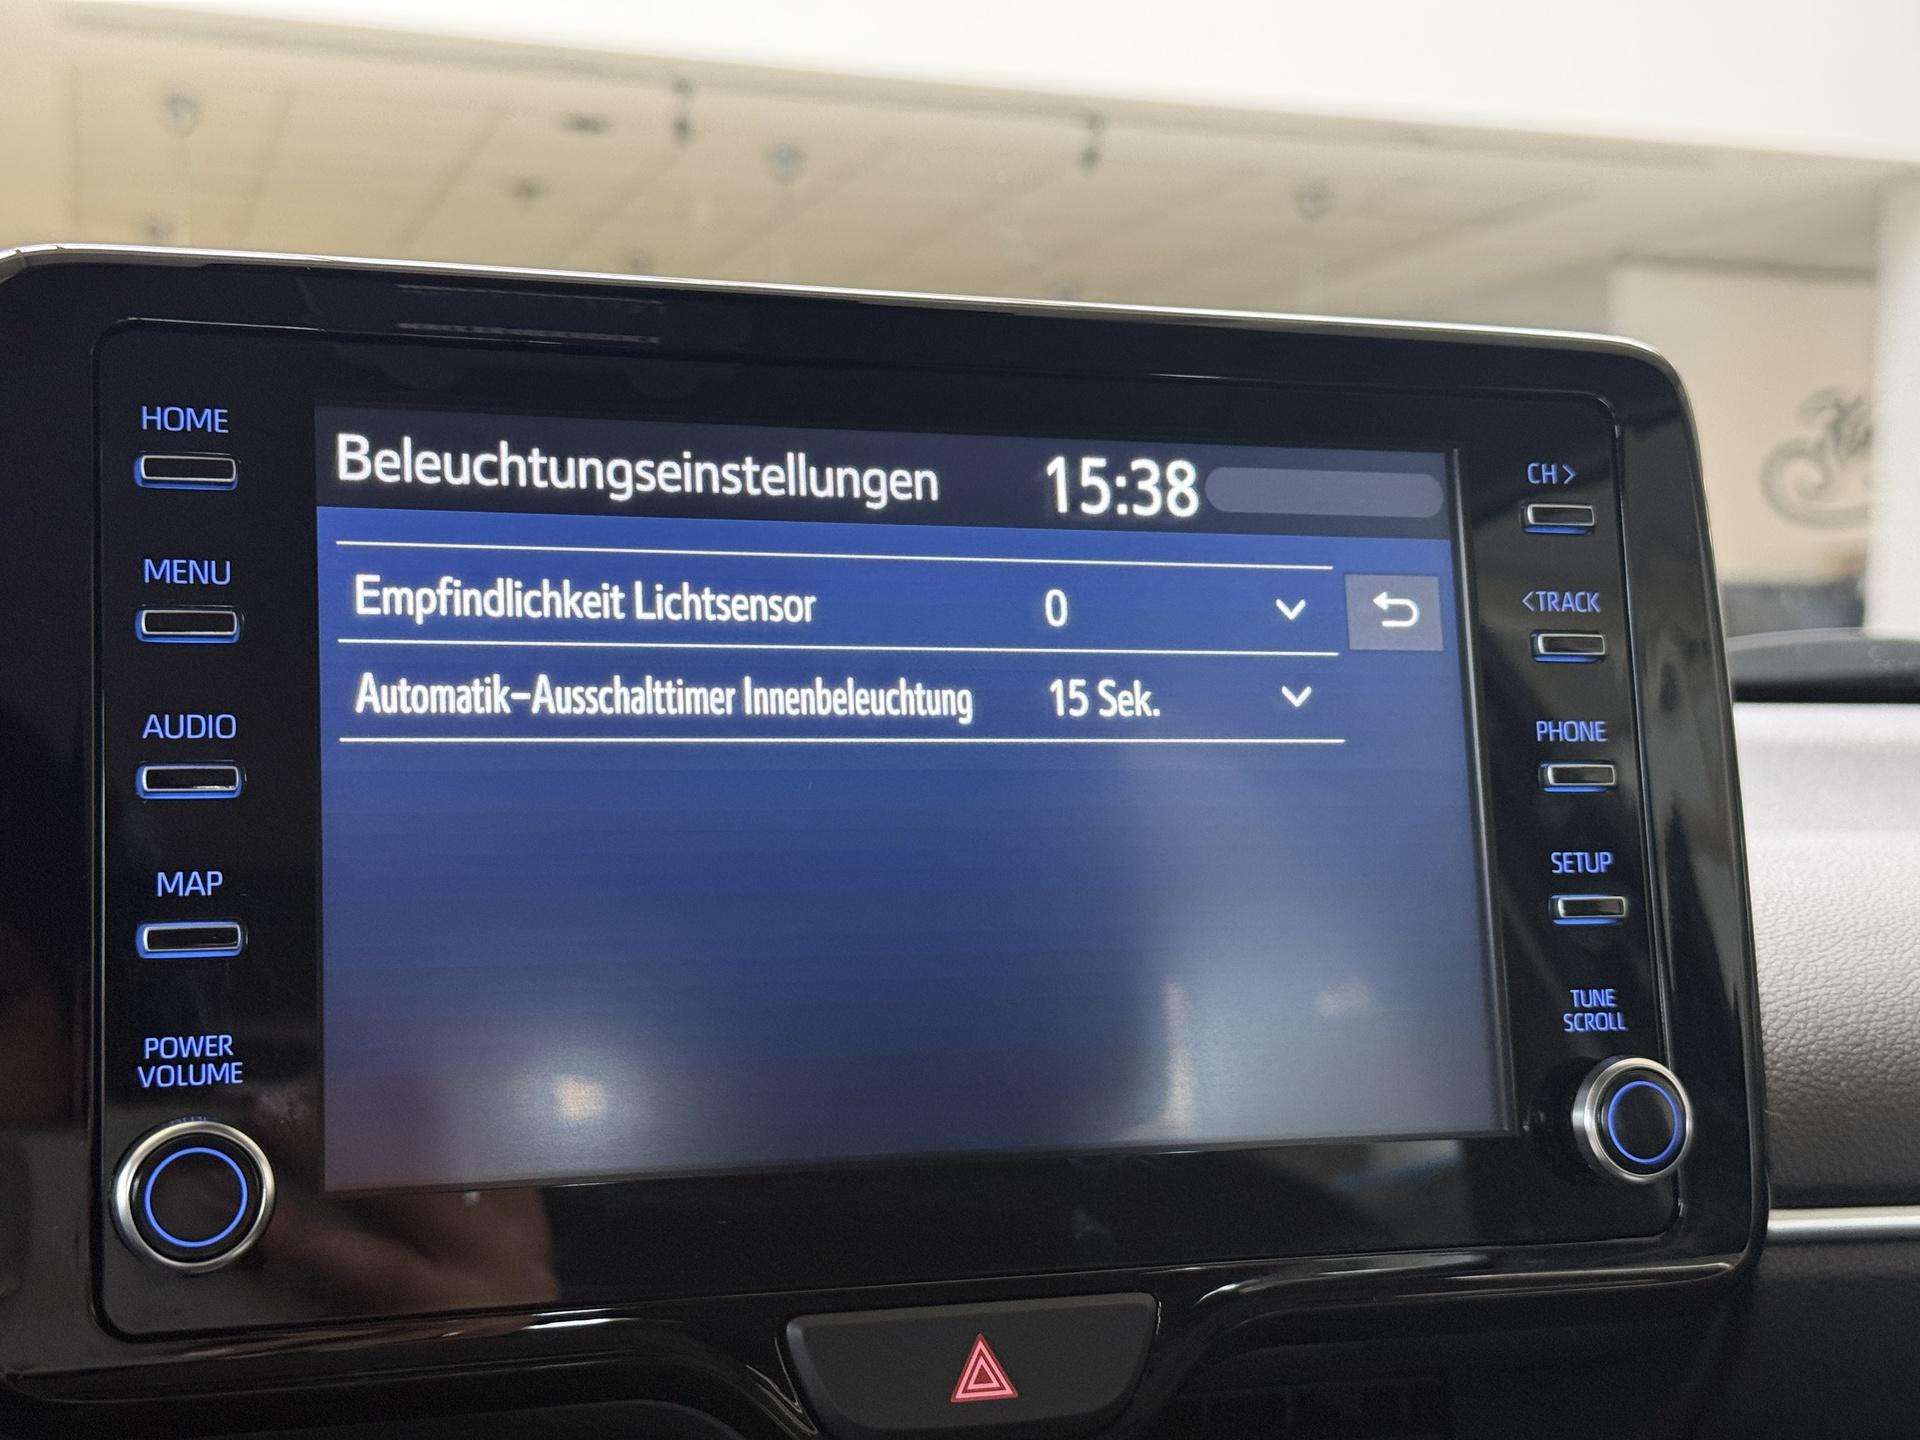 HOME
MENU
AUDIO
MAP
POWER
VOLUME
Beleuchtungseinstellungen 15:38
Empfindlichkeit Lichtsensor 0
Automatik-Ausschalttimer Innenbeleuchtung 15 Sek.
CH >
<TRACK
PHONE
SETUP
TUNE
SCROLL